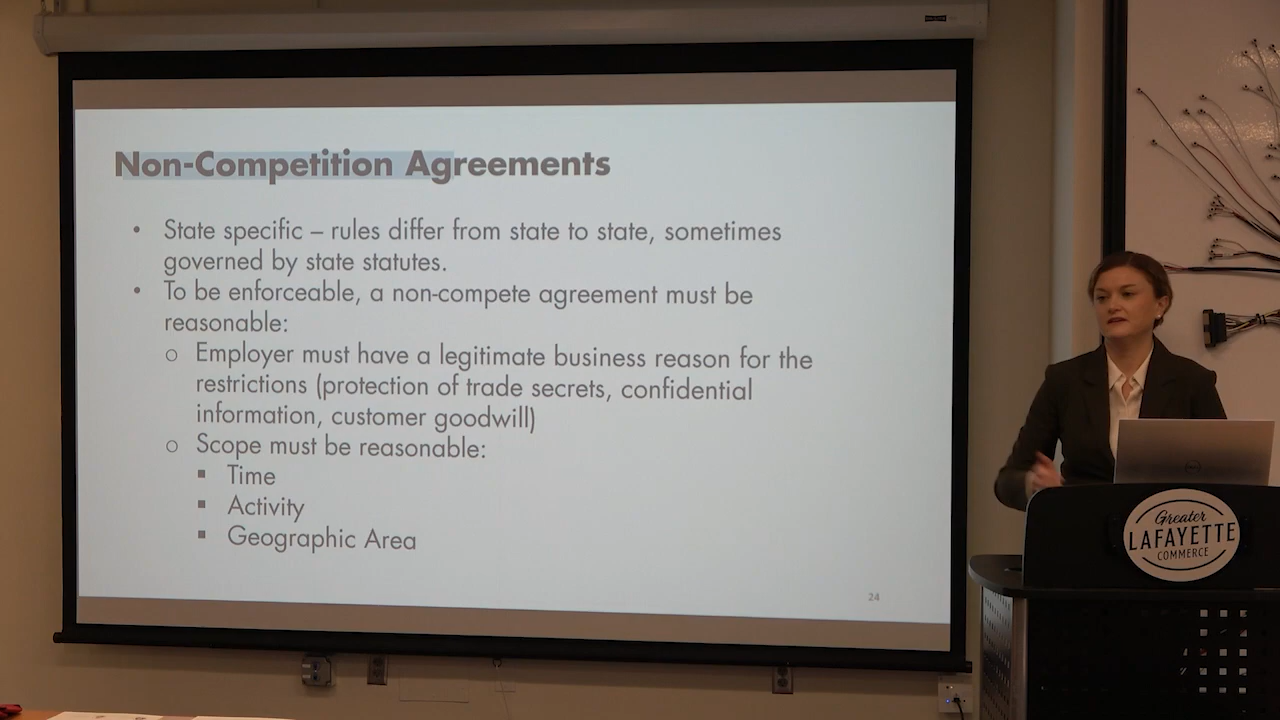 Non-Competition Agreements
• State specific – rules differ from state to state, sometimes
governed by state statutes.
• To be enforceable, a non-compete agreement must be
reasonable:
o Employer must have a legitimate business reason for the
restrictions (protection of trade secrets, confidential
information, customer goodwill)
o Scope must be reasonable:
▪ Time
▪ Activity
▪ Geographic Area
24
Greater
LAFAYETTE
COMMERCE